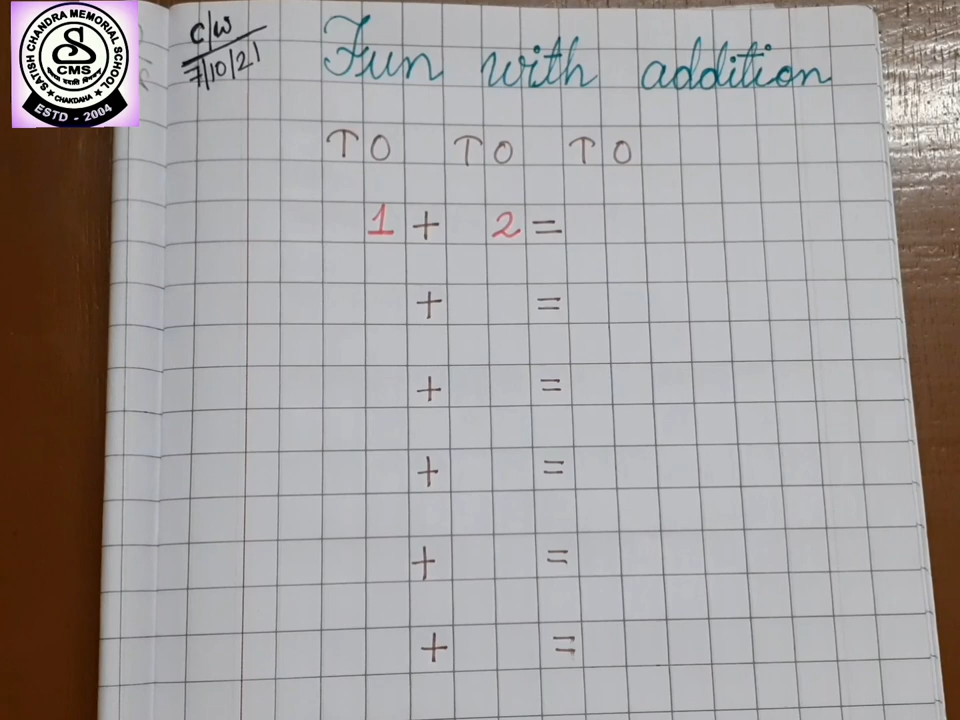 SATISH CHANDRA MEMORIAL SCHOOL
CMS
CHAKDAHA
ESTD - 2004
C/W
7/10/21
Fun with addition
T O T O T O
1 + 2 =
+ =
+ =
+ =
+ =
+ =